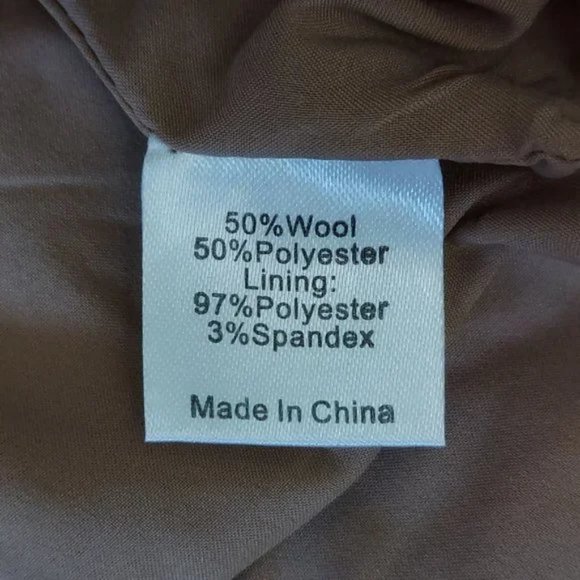 50%Wool
50%Polyester
Lining:
97%Polyester
3%Spandex
Made In China